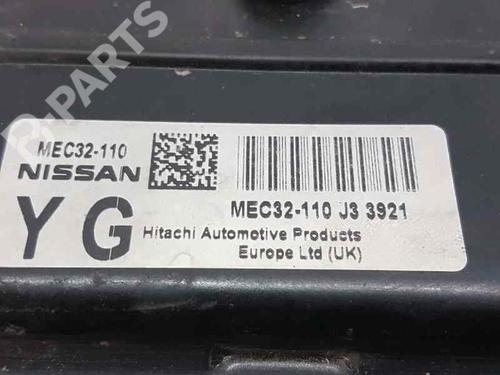 B-PARTS
MEC32-110
NISSAN
YG
MEC32-110 J3 3921
Hitachi Automotive Products
Europe Ltd (UK)